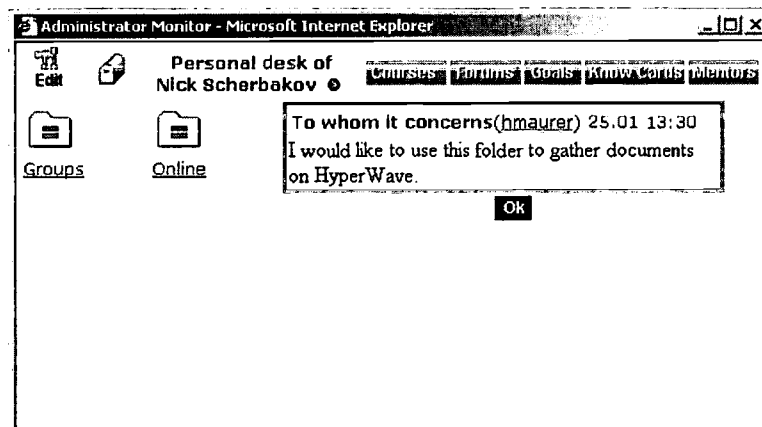 Administrator Monitor - Microsoft Internet Explorer
Edit
Personal desk of
Nick Scherbakov
Courses Forums Goals Know Cards Mentors
To whom it concerns(hmaurer) 25.01 13:30
I would like to use this folder to gather documents
on HyperWave.
Ok
Groups Online